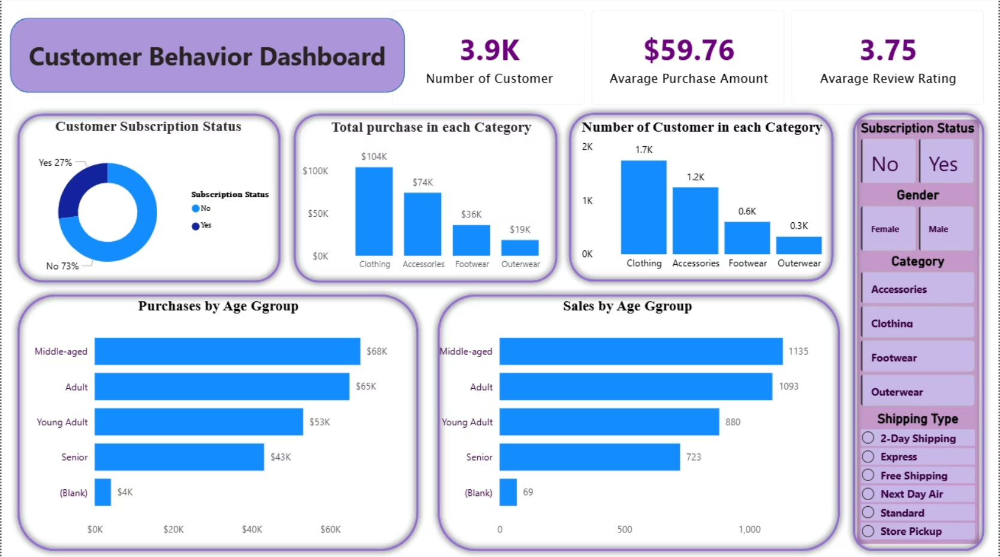 Customer Behavior Dashboard
3.9K
Number of Customer
$59.76
Avarage Purchase Amount
3.75
Avarage Review Rating
Customer Subscription Status
Yes 27%
No 73%
Subscription Status
No
Yes
Total purchase in each Category
$100K
$50K
$0K
$104K
$74K
$36K
$19K
Clothing
Accessories
Footwear
Outerwear
Number of Customer in each Category
2K
1K
0K
1.7K
1.2K
0.6K
0.3K
Clothing
Accessories
Footwear
Outerwear
Purchases by Age Ggroup
Middle-aged
$68K
Adult
$65K
Young Adult
$53K
Senior
$43K
(Blank)
$4K
$0K
$20K
$40K
$60K
Sales by Age Ggroup
Middle-aged
1135
Adult
1093
Young Adult
880
Senior
723
(Blank)
69
0
500
1,000
Subscription Status
No
Yes
Gender
Female
Male
Category
Accessories
Clothing
Footwear
Outerwear
Shipping Type
2-Day Shipping
Express
Free Shipping
Next Day Air
Standard
Store Pickup